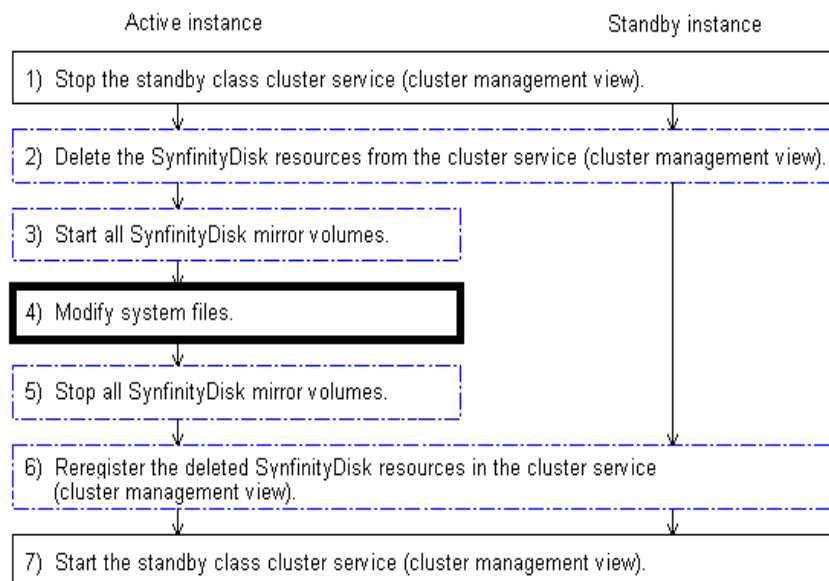 Active instance
Standby instance
1) Stop the standby class cluster service (cluster management view).
2) Delete the SynfinityDisk resources from the cluster service (cluster management view).
3) Start all SynfinityDisk mirror volumes.
4) Modify system files.
5) Stop all SynfinityDisk mirror volumes.
6) Reregister the deleted SynfinityDisk resources in the cluster service
(cluster management view).
7) Start the standby class cluster service (cluster management view).